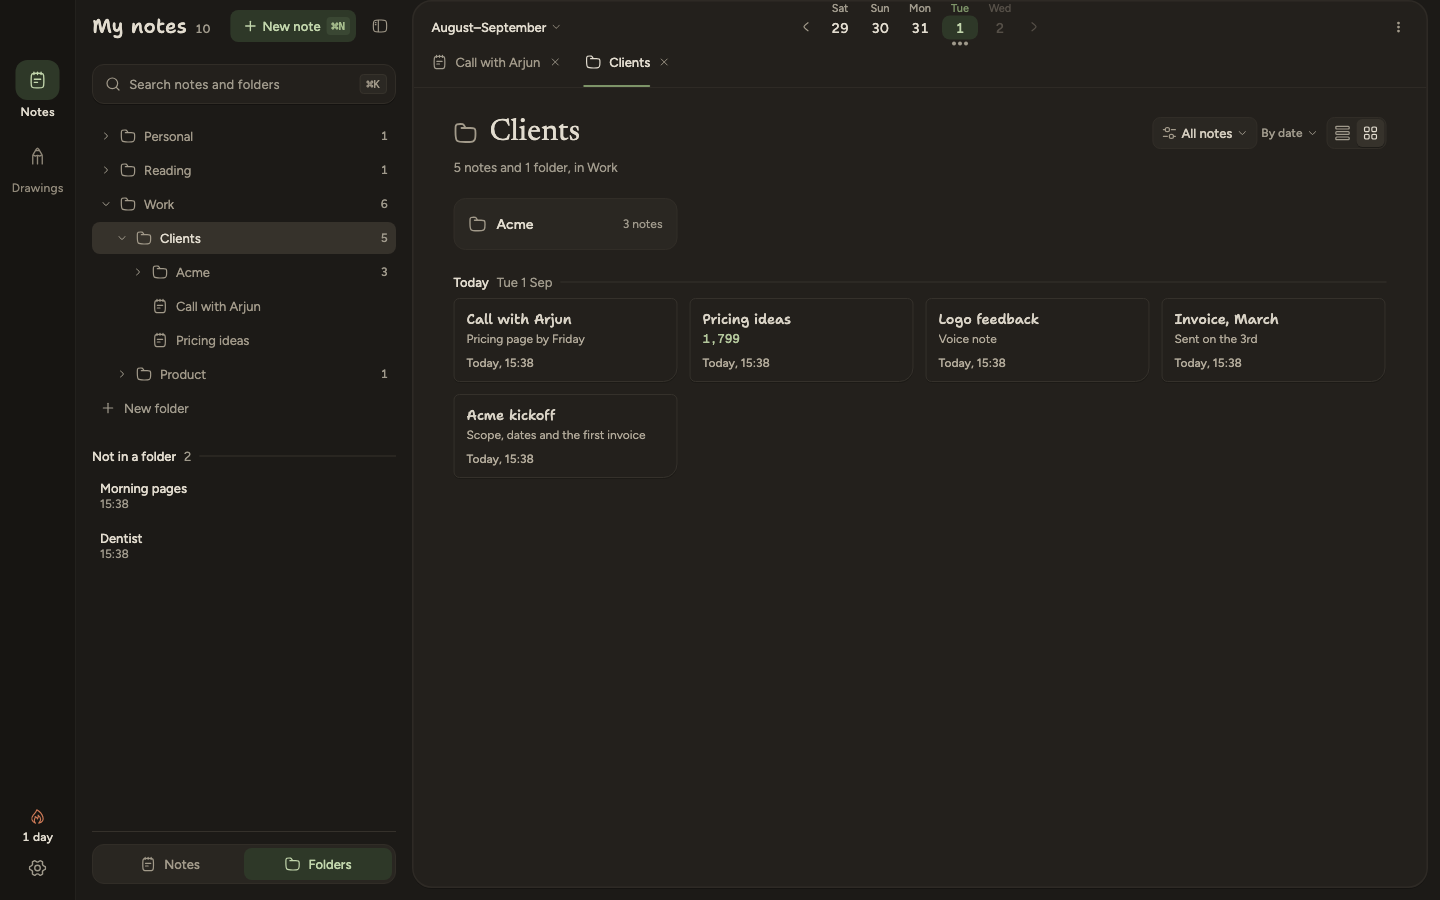 My notes 10
+ New note ⌘N
Notes
Drawings
Search notes and folders ⌘K
Personal 1
Reading 1
Work 6
Clients 5
Acme 3
Call with Arjun
Pricing ideas
Product 1
+ New folder
Not in a folder 2
Morning pages
15:38
Dentist
15:38
1 day
Notes
Folders
August–September
Sat Sun Mon Tue Wed
29 30 31 1 2
Call with Arjun
Clients
Clients
All notes
By date
5 notes and 1 folder, in Work
Acme 3 notes
Today Tue 1 Sep
Call with Arjun
Pricing page by Friday
Today, 15:38
Pricing ideas
1,799
Today, 15:38
Logo feedback
Voice note
Today, 15:38
Invoice, March
Sent on the 3rd
Today, 15:38
Acme kickoff
Scope, dates and the first invoice
Today, 15:38